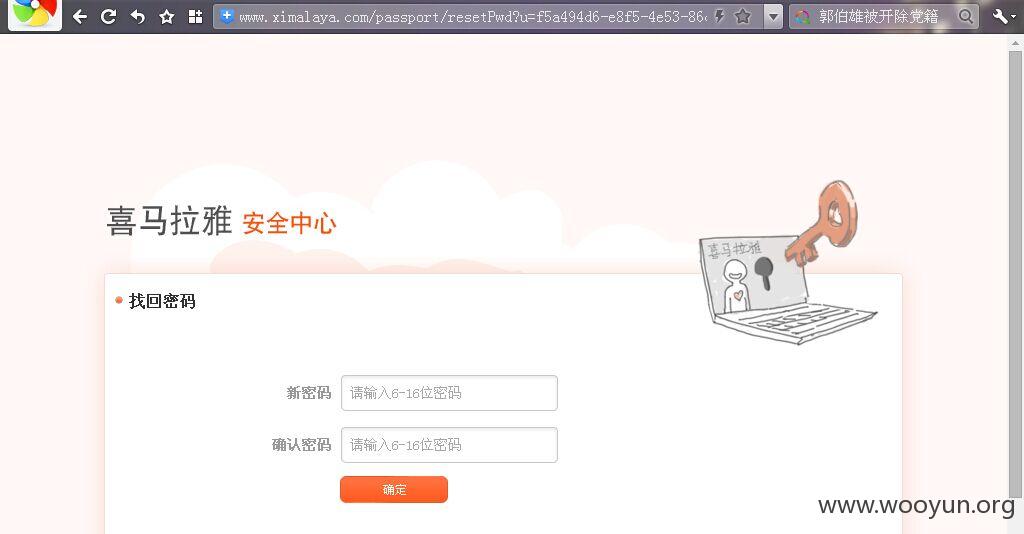 www.ximalaya.com/passport/resetPwd?u=f5a494d6-e8f5-4e53-86
郭伯雄被开除党籍
喜马拉雅 安全中心
喜马拉雅
找回密码
新密码 请输入6-16位密码
确认密码 请输入6-16位密码
确定
www.wooyun.org